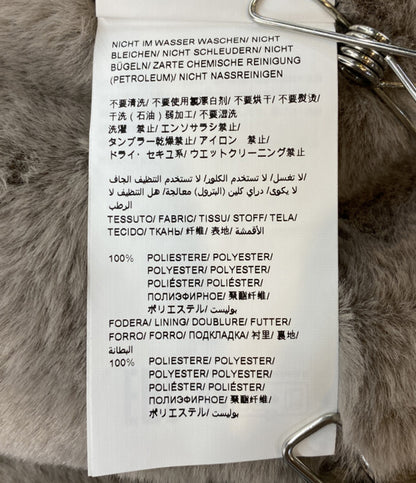 NICHT IM WASSER WASCHEN/ NICHT
BLEICHEN/ NICHT SCHLEUDERN/ NICHT
BÜGELN/ ZARTE CHEMISCHE REINIGUNG
(PETROLEUM)/ NICHT NASSREINIGEN
不要清洗/ 不要使用氯漂白剂/ 不要烘干/ 不要熨烫/
干洗（石油）弱加工/ 不要湿洗
洗濯 禁止/ エンソサラシ禁止/
タンブラー乾燥禁止/ アイロン 禁止/
ドライ・セキユ系/ ウエットクリーニング禁止
لا تغسل/ لا تستخدم الكلور/ لا تستخدم التنظيف الجاف/
لا يكوى/ دراي كلين (البترول) معالجة/ هل التنظيف لا
الرطب
TESSUTO/ FABRIC/ TISSU/ STOFF/ TELA/
TECIDO/ ТКАНЬ/ 纤维/ 表地/ الأقمشة
100% POLIESTERE/ POLYESTER/
POLYESTER/ POLYESTER/
POLIÉSTER/ POLIÉSTER/
ПОЛИЭФИРНОЕ/ 聚酯纤维/
ポリエステル/ بوليست
FODERA/ LINING/ DOUBLURE/ FUTTER/
FORRO/ FORRO/ ПОДКЛАДКА/ 衬里/ 裏地/
البطانة
100% POLIESTERE/ POLYESTER/
POLYESTER/ POLYESTER/
POLIÉSTER/ POLIÉSTER/
ПОЛИЭФИРНОЕ/ 聚酯纤维/
ポリエステル/ بوليستر